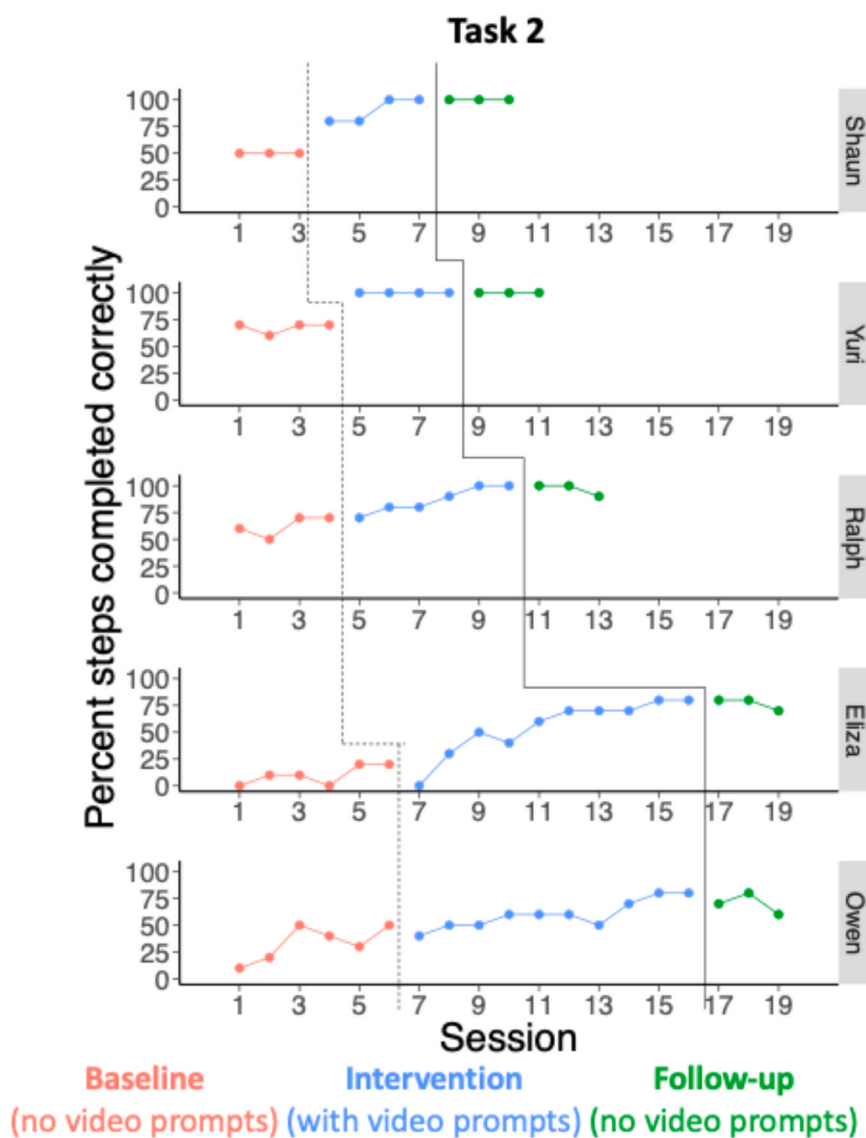 Task 2
Percent steps completed correctly
100
75
50
25
0
1 3 5 7 9 11 13 15 17 19
Shaun
100
75
50
25
0
1 3 5 7 9 11 13 15 17 19
Yuri
100
75
50
25
0
1 3 5 7 9 11 13 15 17 19
Ralph
100
75
50
25
0
1 3 5 7 9 11 13 15 17 19
Eliza
100
75
50
25
0
1 3 5 7 9 11 13 15 17 19
Owen
Session
Baseline Intervention Follow-up
(no video prompts) (with video prompts) (no video prompts)